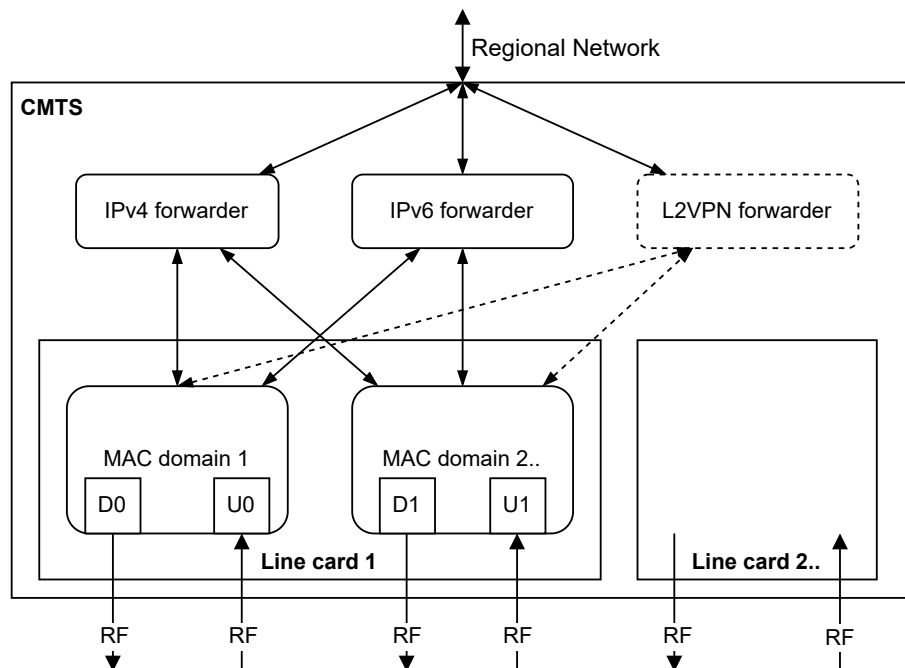 Regional Network
CMTS
IPv4 forwarder
IPv6 forwarder
L2VPN forwarder
MAC domain 1
MAC domain 2..
D0
U0
D1
U1
Line card 1
Line card 2..
RF
RF
RF
RF
RF
RF